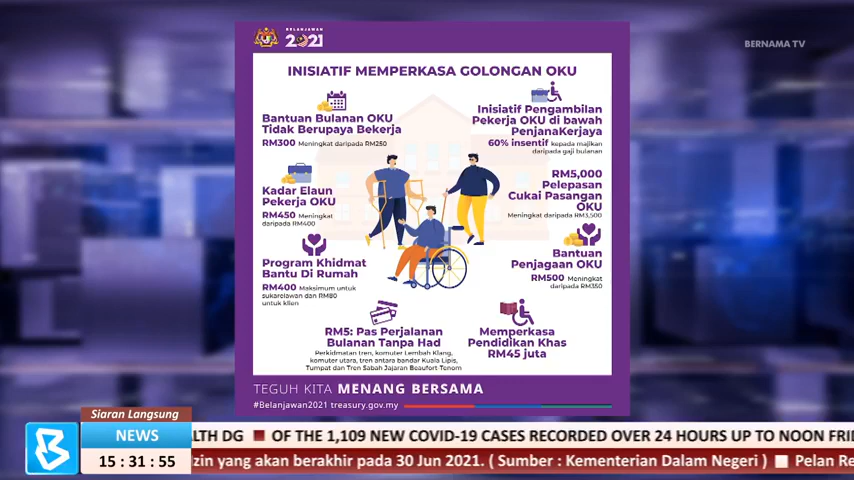 BELANJAWAN
2021
BERNAMA TV
INISIATIF MEMPERKASA GOLONGAN OKU
Bantuan Bulanan OKU
Tidak Berupaya Bekerja
RM300 Meningkat daripada RM250
Kadar Elaun
Pekerja OKU
RM450 Meningkat
daripada RM400
Program Khidmat
Bantu Di Rumah
RM400 Maksimum untuk
sukarelawan dan RM80
untuk klien
RM5: Pas Perjalanan
Bulanan Tanpa Had
Perkidmatan tren, komuter Lembah Klang,
komuter utara, tren antara bandar Kuala Lipis,
Tumpat dan Tren Sabah Jajaran Beaufort-Tenom
Inisiatif Pengambilan
Pekerja OKU di bawah
PenjanaKerjaya
60% insentif kepada majikan
daripada gaji bulanan
RM5,000
Pelepasan
Cukai Pasangan
OKU
Meningkat daripada RM3,500
Bantuan
Penjagaan OKU
RM500 Meningkat
daripada RM350
Memperkasa
Pendidikan Khas
RM45 juta
TEGUH KITA MENANG BERSAMA
#Belanjawan2021 treasury.gov.my
Siaran Langsung
NEWS
15 : 31 : 55
LTH DG ■ OF THE 1,109 NEW COVID-19 CASES RECORDED OVER 24 HOURS UP TO NOON FRI
zin yang akan berakhir pada 30 Jun 2021. ( Sumber : Kementerian Dalam Negeri ) ■ Pelan Re